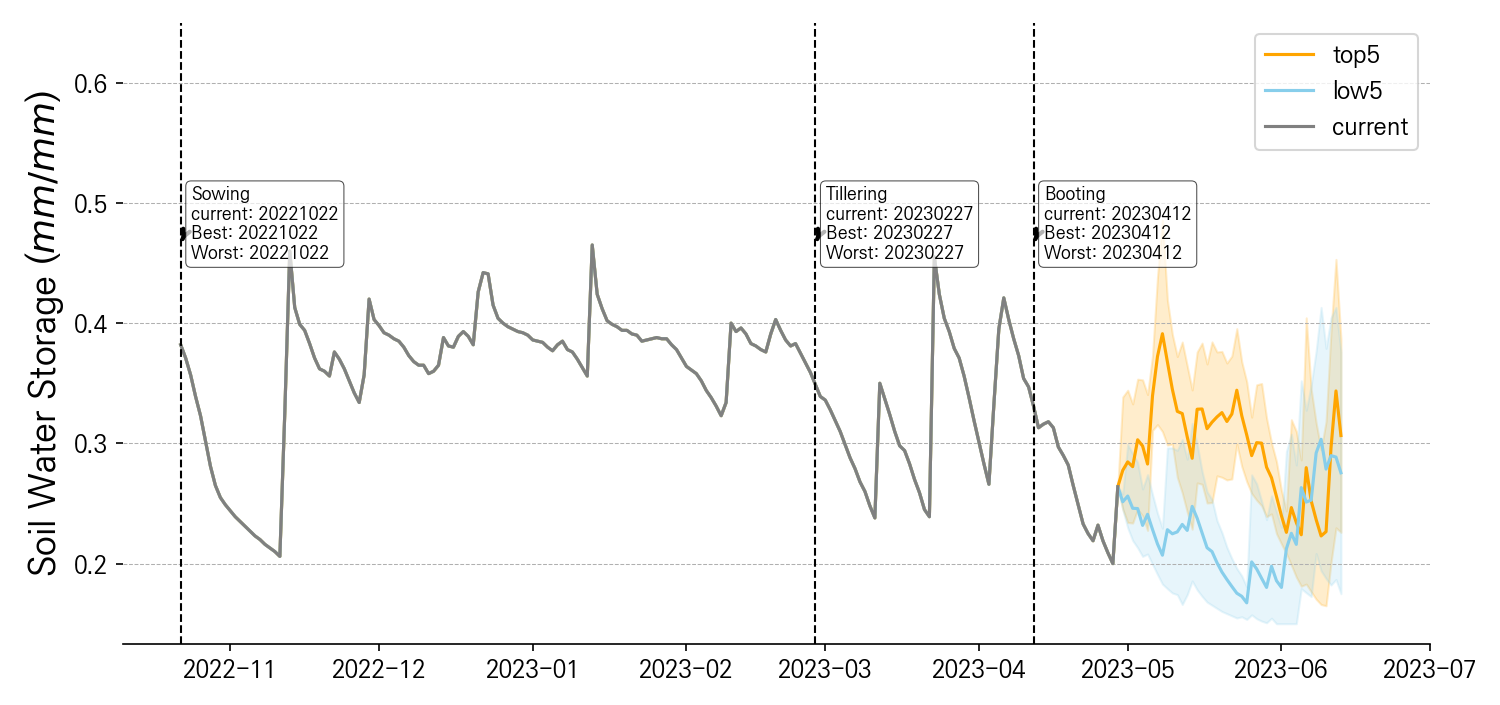 Soil Water Storage (mm/mm)
0.6
0.5
0.4
0.3
0.2
top5
low5
current
Sowing
current: 20221022
Best: 20221022
Worst: 20221022
Tillering
current: 20230227
Best: 20230227
Worst: 20230227
Booting
current: 20230412
Best: 20230412
Worst: 20230412
2022−11
2022−12
2023−01
2023−02
2023−03
2023−04
2023−05
2023−06
2023−07